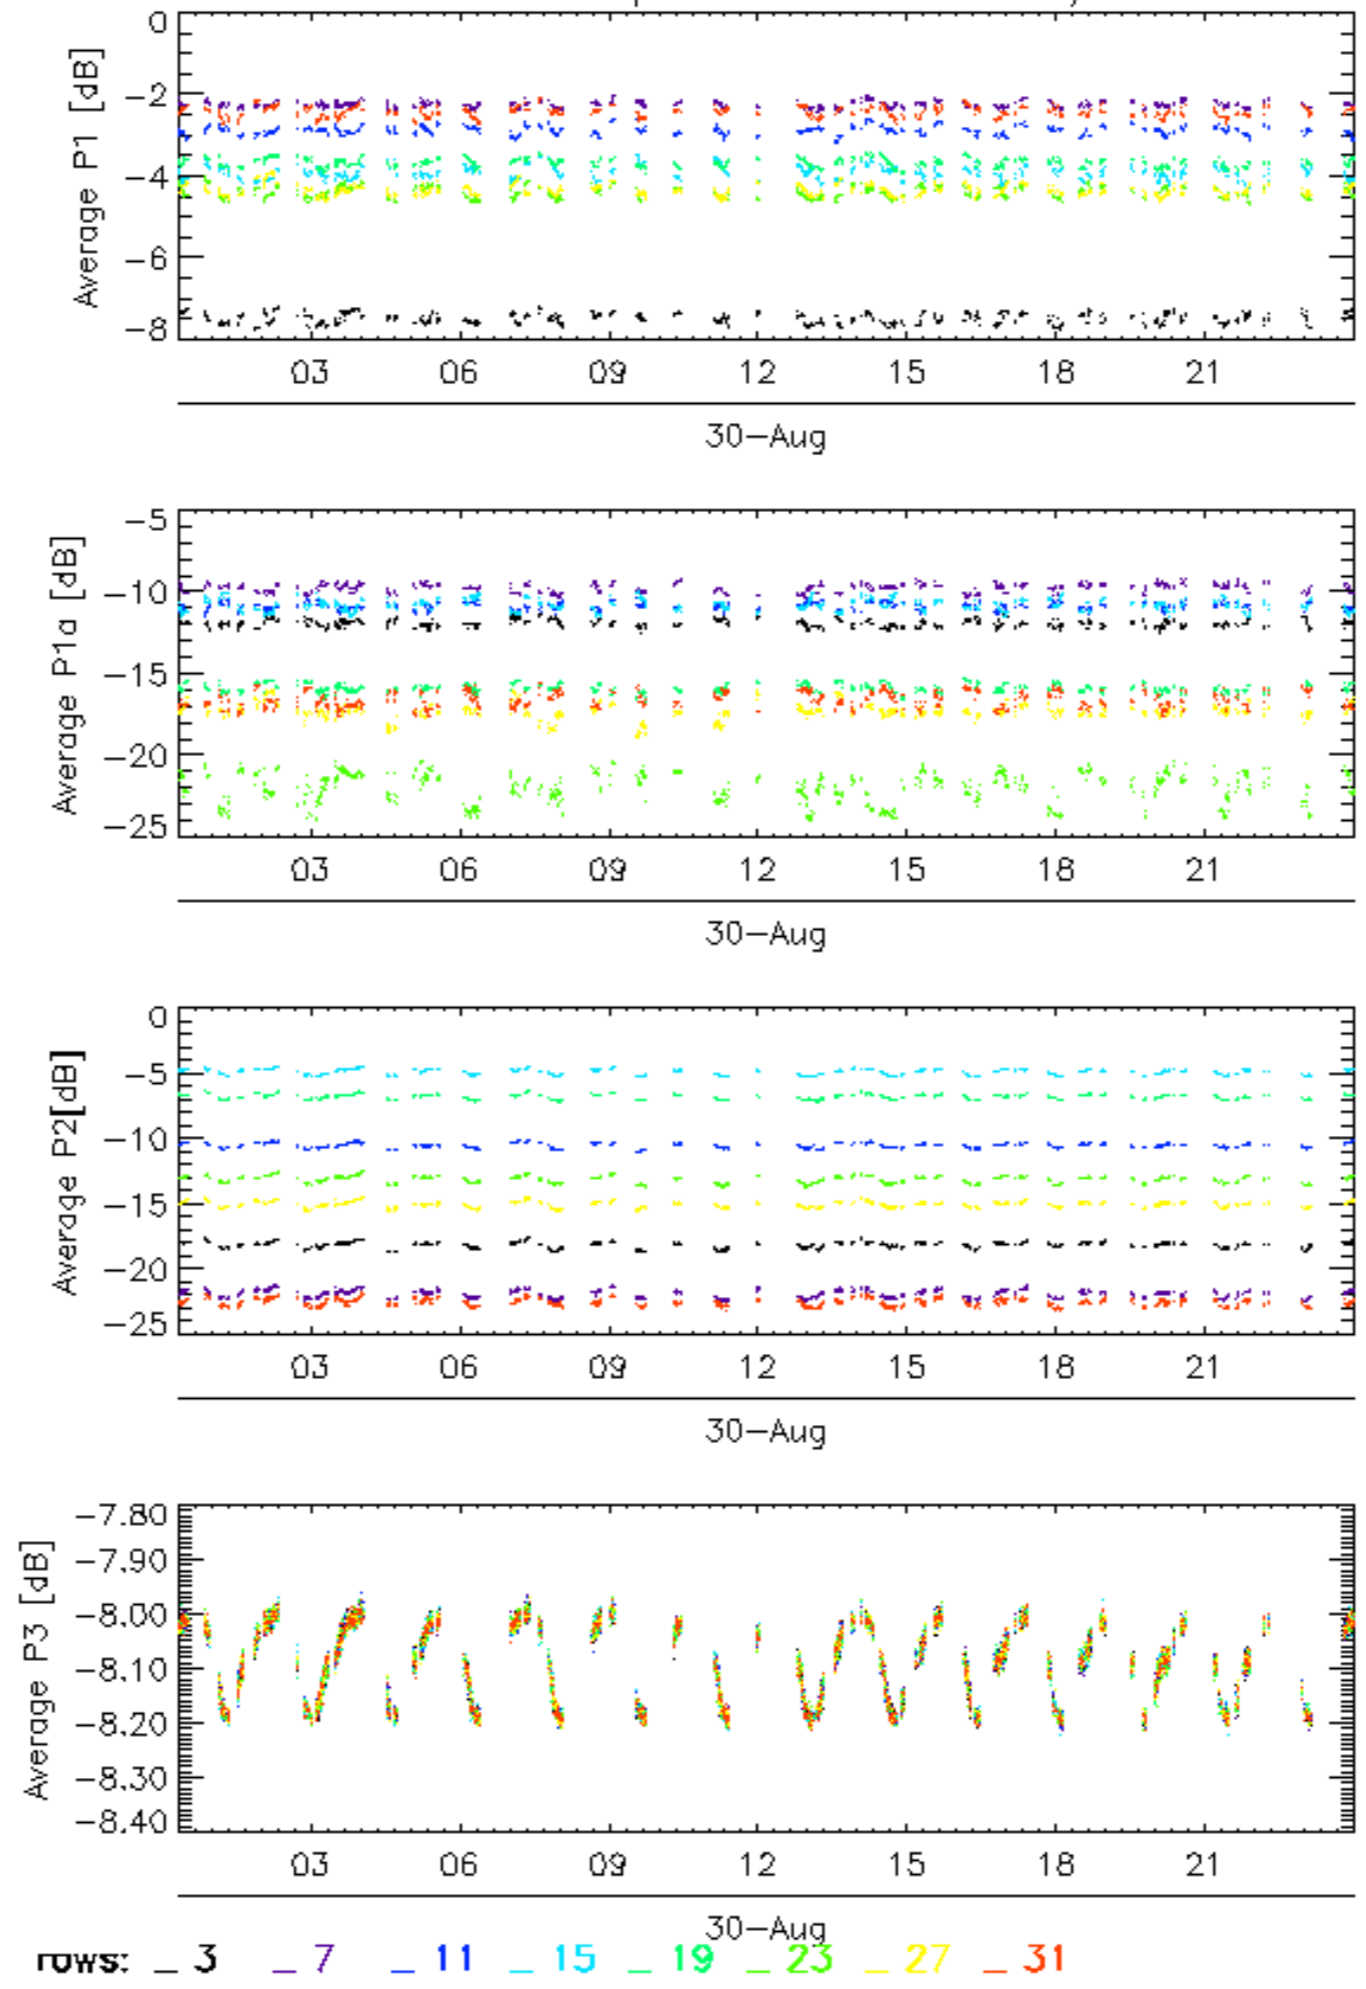 0
-2
-4
-6
-8
Average P1 [dB]
03 06 09 12 15 18 21
30-Aug
-5
-10
-15
-20
-25
Average P1a [dB]
03 06 09 12 15 18 21
30-Aug
0
-5
-10
-15
-20
-25
Average P2[dB]
03 06 09 12 15 18 21
30-Aug
-7.80
-7.90
-8.00
-8.10
-8.20
-8.30
-8.40
Average P3 [dB]
03 06 09 12 15 18 21
30-Aug
rows: _ 3 _ 7 _ 11 _ 15 _ 19 _ 23 _ 27 _ 31